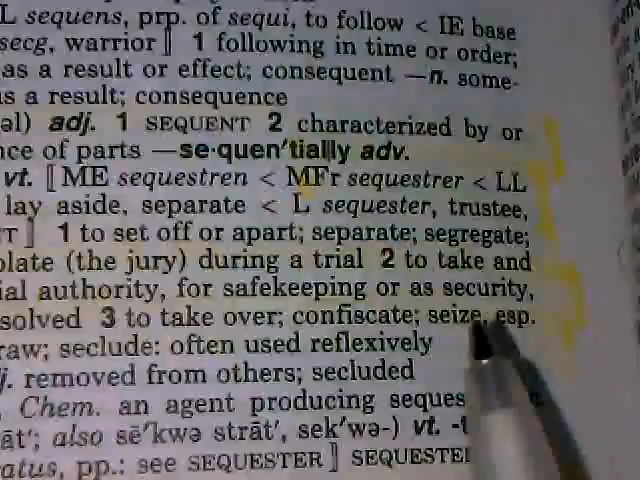 L sequens, prp. of sequi, to follow < IE base
secg, warrior ] 1 following in time or order;
as a result or effect; consequent —n. some-
us a result; consequence
əl) adj. 1 SEQUENT 2 characterized by or
nce of parts —se·quen′tially adv.
vt. [ ME sequestren < MFr sequestrer < LL
lay aside, separate < L sequester, trustee,
T ] 1 to set off or apart; separate; segregate;
olate (the jury) during a trial 2 to take and
ial authority, for safekeeping or as security,
solved 3 to take over; confiscate; seize, esp.
raw; seclude: often used reflexively
j. removed from others; secluded
, Chem. an agent producing seques
āt′; also sē′kwə strāt′, sek′wə-) vt. -t
atus, pp.: see SEQUESTER ] SEQUESTE